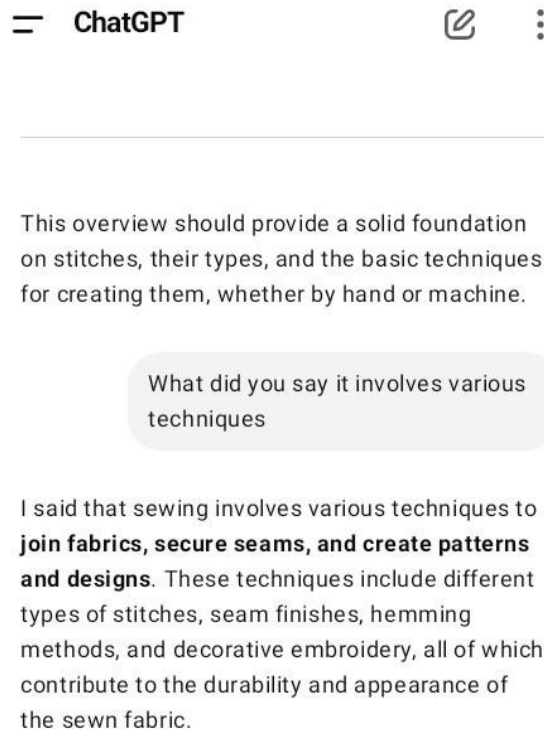 ChatGPT
This overview should provide a solid foundation
on stitches, their types, and the basic techniques
for creating them, whether by hand or machine.
What did you say it involves various
techniques
I said that sewing involves various techniques to
join fabrics, secure seams, and create patterns
and designs. These techniques include different
types of stitches, seam finishes, hemming
methods, and decorative embroidery, all of which
contribute to the durability and appearance of
the sewn fabric.